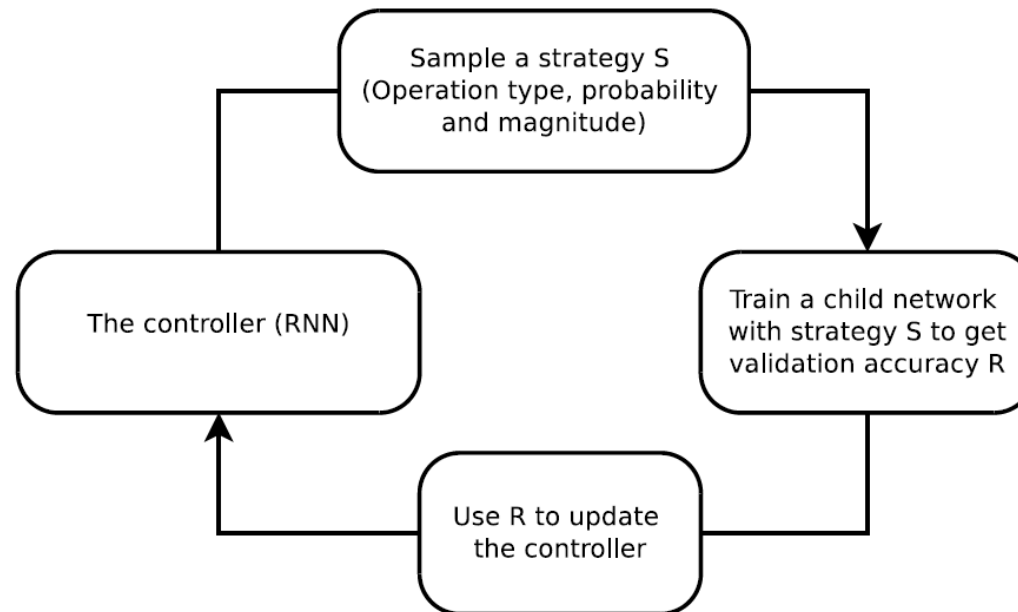 Sample a strategy S
(Operation type, probability
and magnitude)
The controller (RNN)
Train a child network
with strategy S to get
validation accuracy R
Use R to update
the controller